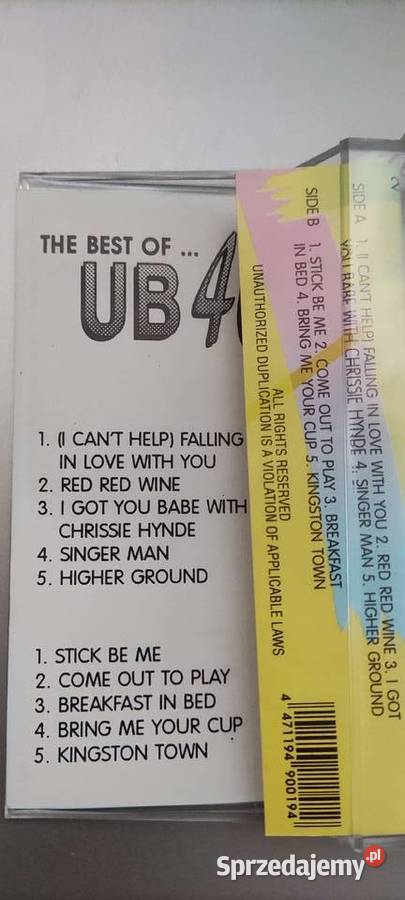 THE BEST OF ...
UB4
1. (I CAN'T HELP) FALLING
IN LOVE WITH YOU
2. RED RED WINE
3. I GOT YOU BABE WITH
CHRISSIE HYNDE
4. SINGER MAN
5. HIGHER GROUND
1. STICK BE ME
2. COME OUT TO PLAY
3. BREAKFAST IN BED
4. BRING ME YOUR CUP
5. KINGSTON TOWN
SIDE A 1. (I CAN'T HELP) FALLING IN LOVE WITH YOU 2. RED RED WINE 3. I GOT
YOU BABE WITH CHRISSIE HYNDE 4. SINGER MAN 5. HIGHER GROUND
SIDE B 1. STICK BE ME 2. COME OUT TO PLAY 3. BREAKFAST
IN BED 4. BRING ME YOUR CUP 5. KINGSTON TOWN
ALL RIGHTS RESERVED
UNAUTHORIZED DUPLICATION IS A VIOLATION OF APPLICABLE LAWS
4 471194 900194
Sprzedajemy.pl